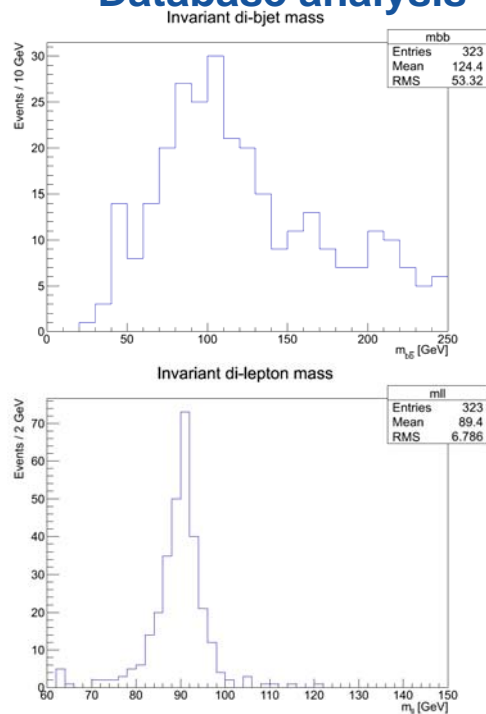 Database analysis
Invariant di-bjet mass
Events / 10 GeV
mbb
Entries 323
Mean 124.4
RMS 53.32
30
25
20
15
10
5
0
0 50 100 150 200 250
m_bb̅ [GeV]
Invariant di-lepton mass
Events / 2 GeV
mll
Entries 323
Mean 89.4
RMS 6.786
70
60
50
40
30
20
10
0
60 70 80 90 100 110 120 130 140 150
m_ll [GeV]